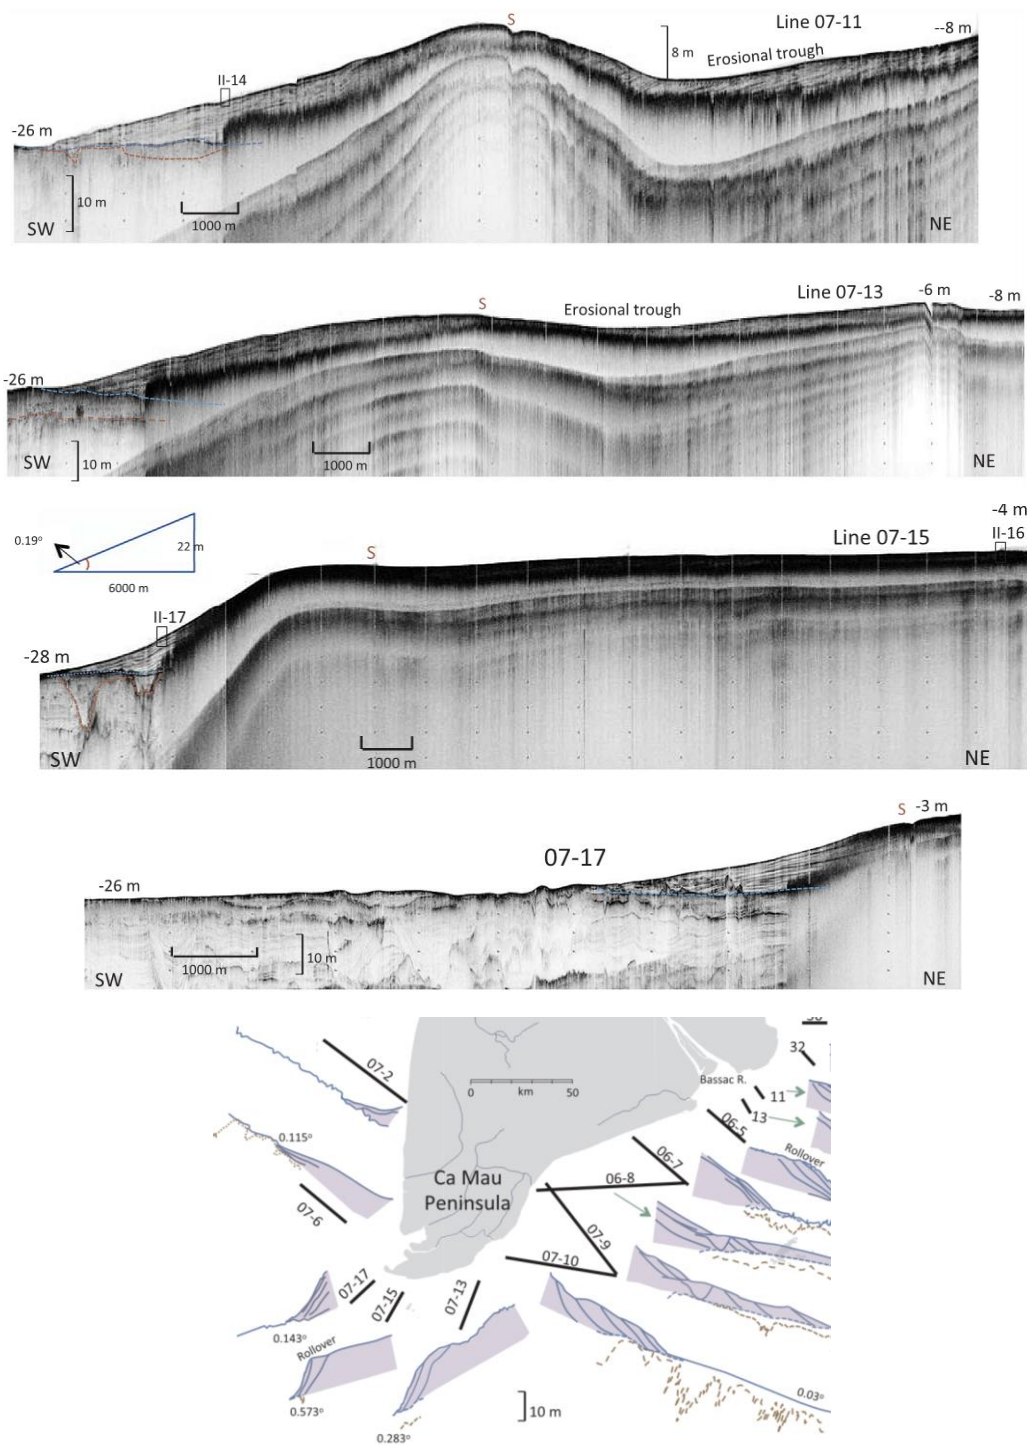 S
Line 07-11
--8 m
8 m
Erosional trough
II-14
-26 m
10 m
1000 m
SW
NE
S
Line 07-13
-6 m
-8 m
Erosional trough
-26 m
1000 m
SW
10 m
NE
-4 m
0.19°
22 m
S
Line 07-15
II-16
6000 m
II-17
-28 m
SW
1000 m
NE
S
-3 m
07-17
-26 m
1000 m
10 m
SW
NE
32
07-2
Bassac R.
0
km
50
11
13
06-5
0.115°
Rollover
06-7
Ca Mau
Peninsula
06-8
07-6
07-9
07-10
07-17
07-15
07-13
0.143°
Rollover
0.03°
0.573°
10 m
0.283°